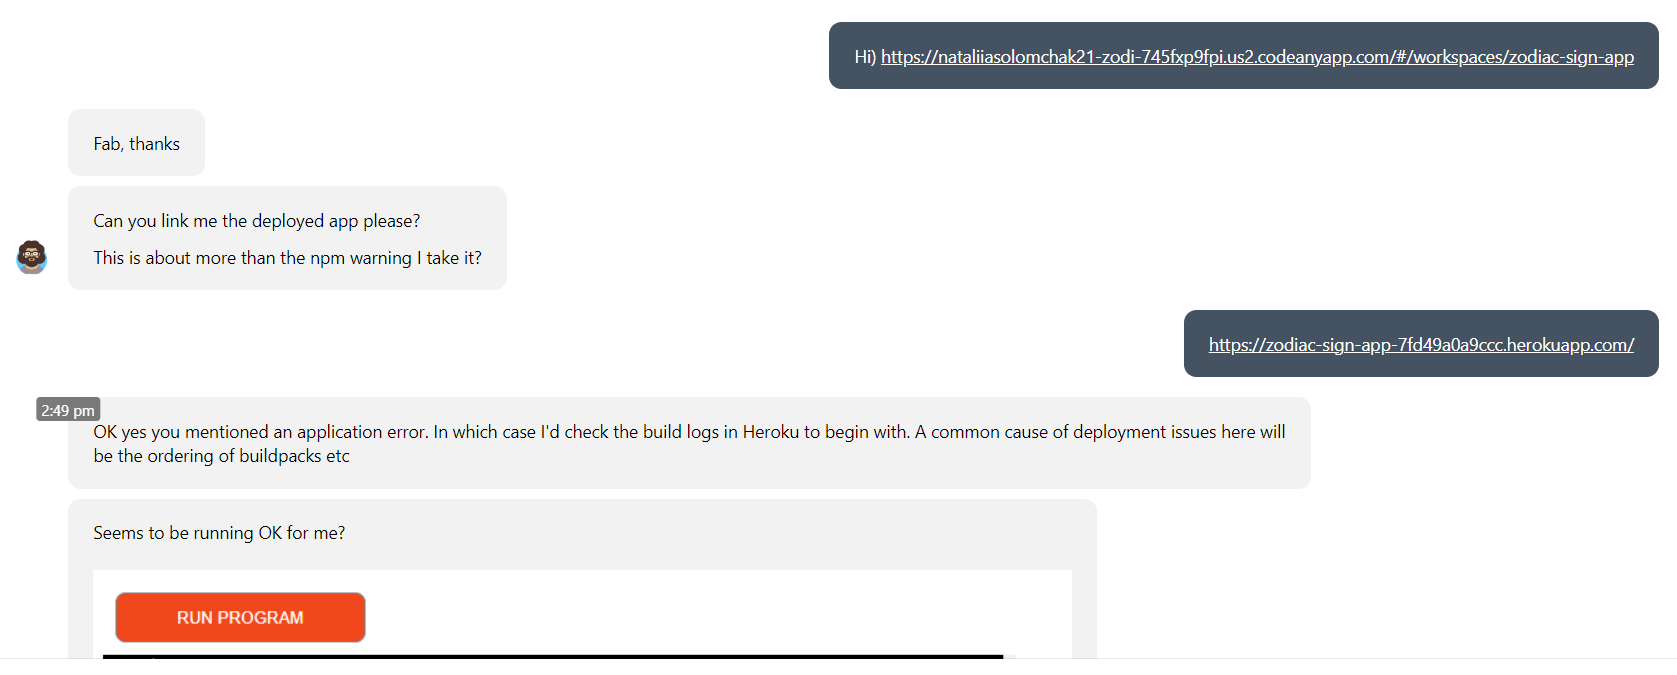 Hi) https://nataliiasolomchak21-zodi-745fxp9fpi.us2.codeanyapp.com/#/workspaces/zodiac-sign-app
Fab, thanks
Can you link me the deployed app please?
This is about more than the npm warning I take it?
https://zodiac-sign-app-7fd49a0a9ccc.herokuapp.com/
2:49 pm
OK yes you mentioned an application error. In which case I'd check the build logs in Heroku to begin with. A common cause of deployment issues here will
be the ordering of buildpacks etc
Seems to be running OK for me?
RUN PROGRAM